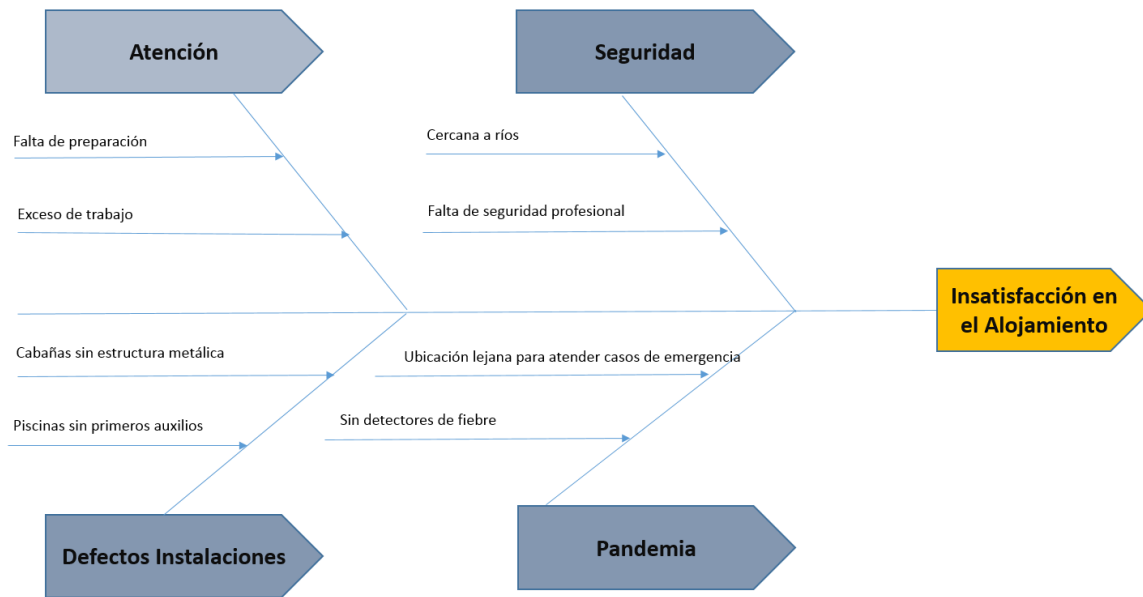 Atención
Seguridad
Falta de preparación
Cercana a ríos
Exceso de trabajo
Falta de seguridad profesional
Insatisfacción en
el Alojamiento
Cabañas sin estructura metálica
Ubicación lejana para atender casos de emergencia
Piscinas sin primeros auxilios
Sin detectores de fiebre
Defectos Instalaciones
Pandemia